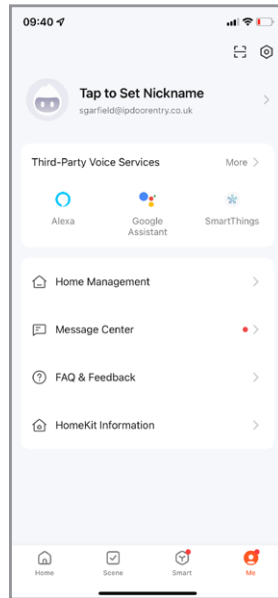 09:40
Tap to Set Nickname
sgarfield@ipdoorentry.co.uk
Third-Party Voice Services
More >
Alexa
Google
Assistant
SmartThings
Home Management
Message Center
FAQ & Feedback
HomeKit Information
Home
Scene
Smart
Me